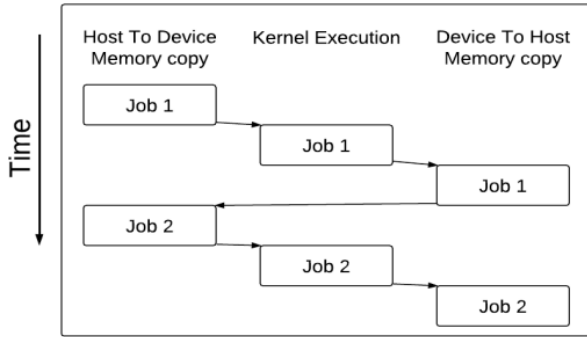 Host To Device
Memory copy
Kernel Execution
Device To Host
Memory copy
Time
Job 1
Job 1
Job 1
Job 2
Job 2
Job 2